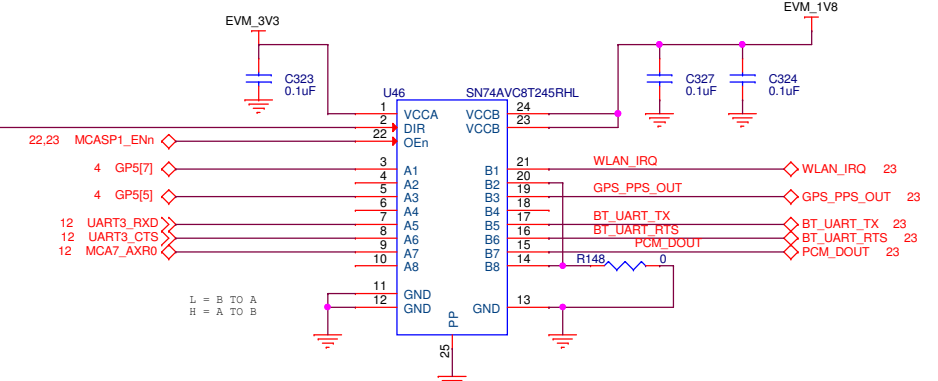 EVM_3V3
EVM_1V8
C323
0.1uF
C327
0.1uF
C324
0.1uF
U46
SN74AVC8T245RHL
1 VCCA VCCB 24
2 DIR VCCB 23
22,23 MCASP1_ENn 22 OEn
4 GP5[7] 3 A1 B1 21 WLAN_IRQ WLAN_IRQ 23
4 A2 B2 20
4 GP5[5] 5 A3 B3 19 GPS_PPS_OUT GPS_PPS_OUT 23
6 A4 B4 18
12 UART3_RXD 7 A5 B5 17 BT_UART_TX BT_UART_TX 23
12 UART3_CTS 8 A6 B6 16 BT_UART_RTS BT_UART_RTS 23
12 MCA7_AXR0 9 A7 B7 15 PCM_DOUT PCM_DOUT 23
10 A8 B8 14 R148 0
11 GND
12 GND GND 13
L = B TO A
H = A TO B
PP
25